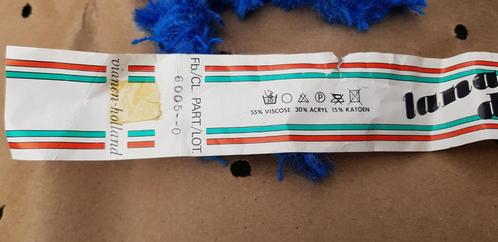 vianen-holland
Fb/CL PART/LOT.
6005--0
P
55% VISCOSE 30% ACRYL 15% KATOEN
lana
d